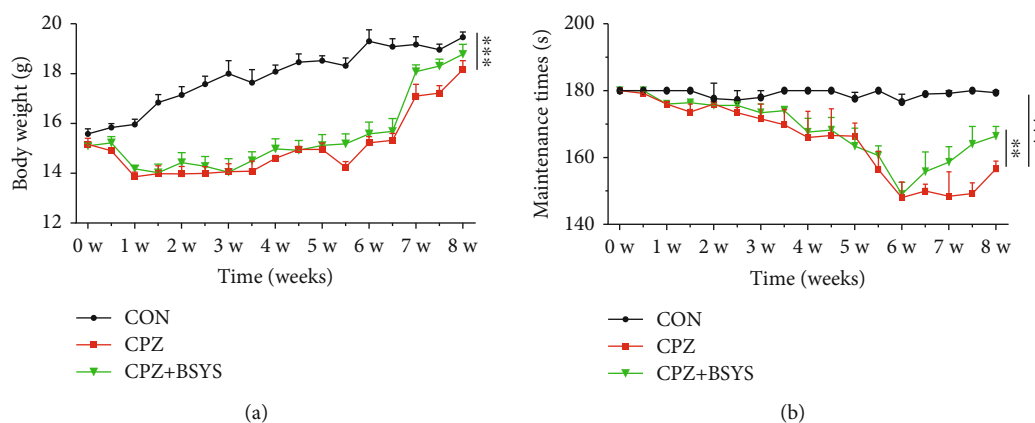 20
18
16
14
12
Body weight (g)
0 w 1 w 2 w 3 w 4 w 5 w 6 w 7 w 8 w
Time (weeks)
***
CON
CPZ
CPZ+BSYS
(a)
200
180
160
140
Maintenance times (s)
0 w 1 w 2 w 3 w 4 w 5 w 6 w 7 w 8 w
Time (weeks)
**
CON
CPZ
CPZ+BSYS
(b)